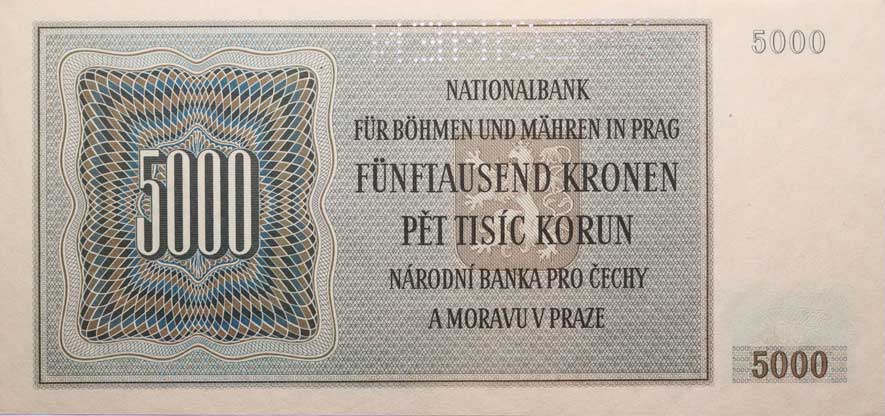 5000
5000
NATIONALBANK
FÜR BÖHMEN UND MÄHREN IN PRAG
FÜNFTAUSEND KRONEN
PĚT TISÍC KORUN
NÁRODNÍ BANKA PRO ČECHY
A MORAVU V PRAZE
5000